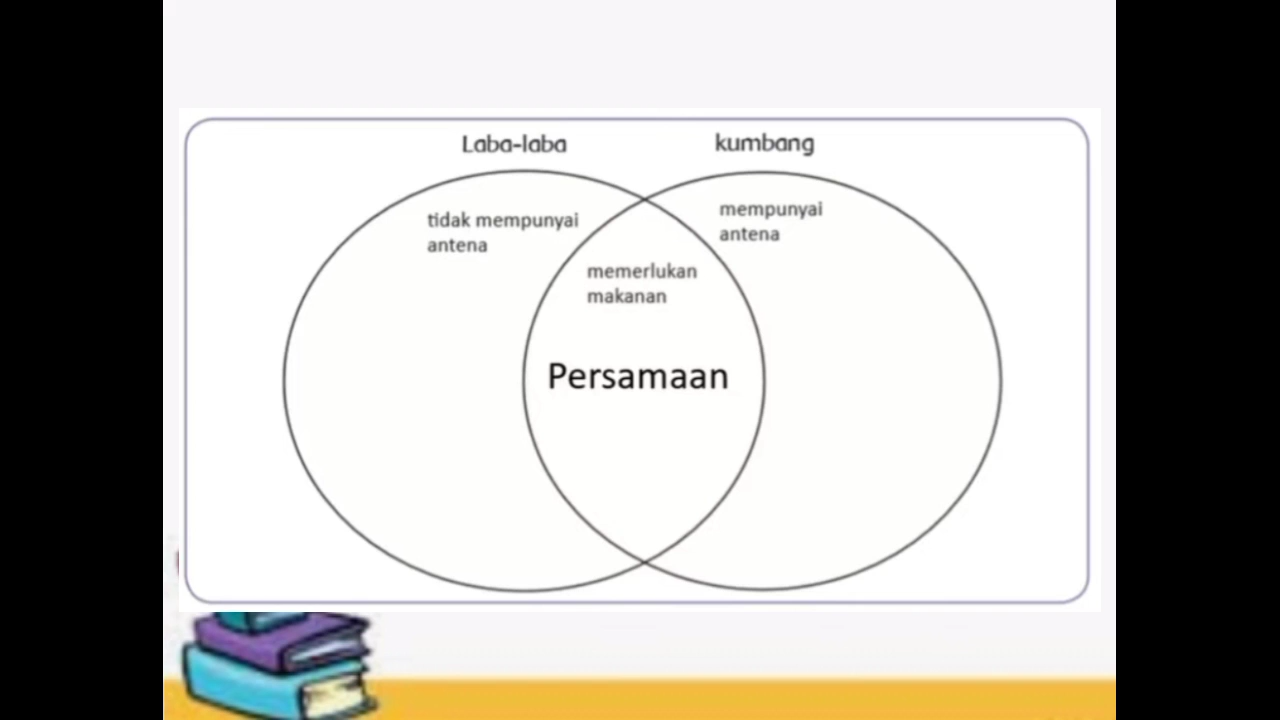 Laba-laba
kumbang
tidak mempunyai
antena
mempunyai
antena
memerlukan
makanan
Persamaan